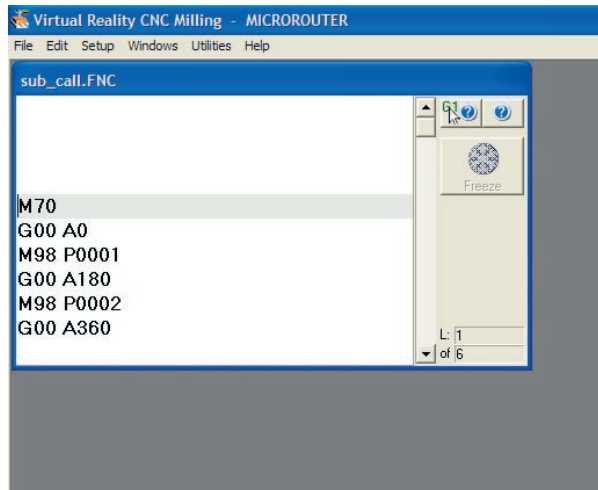 Virtual Reality CNC Milling - MICROROUTER
File Edit Setup Windows Utilities Help
sub_call.FNC
G1
Freeze
M70
G00 A0
M98 P0001
G00 A180
M98 P0002
G00 A360
L: 1
of 6